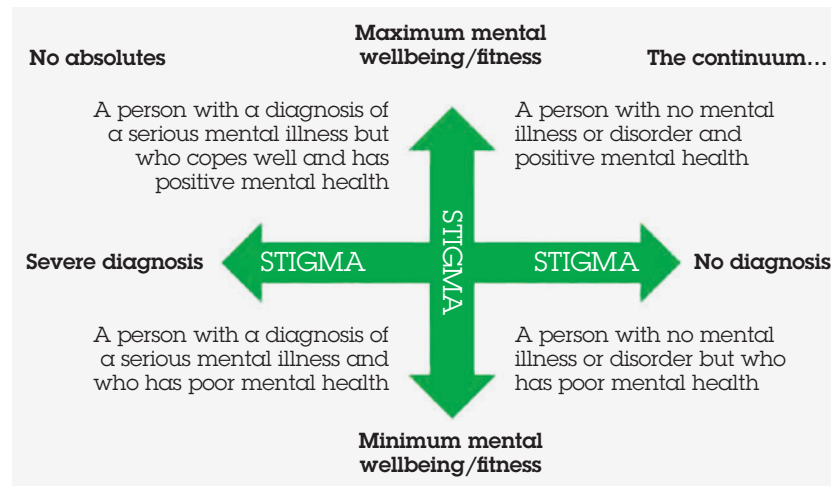 No absolutes
Maximum mental
wellbeing/fitness
The continuum...
A person with a diagnosis of
a serious mental illness but
who copes well and has
positive mental health
A person with no mental
illness or disorder and
positive mental health
Severe diagnosis
STIGMA
STIGMA
STIGMA
No diagnosis
A person with a diagnosis of
a serious mental illness and
who has poor mental health
A person with no mental
illness or disorder but who
has poor mental health
Minimum mental
wellbeing/fitness